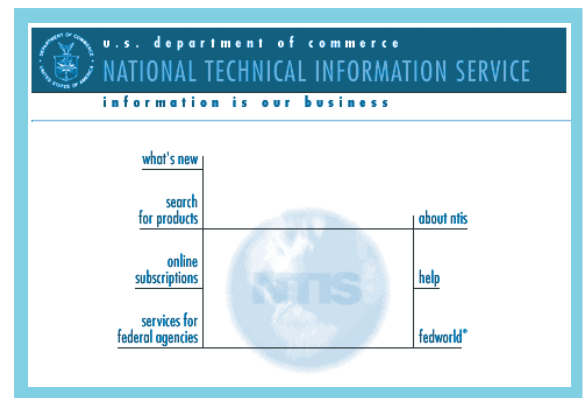 u.s. department of commerce
NATIONAL TECHNICAL INFORMATION SERVICE
information is our business
what's new
search
for products
about ntis
online
subscriptions
NTIS
help
services for
federal agencies
fedworld®